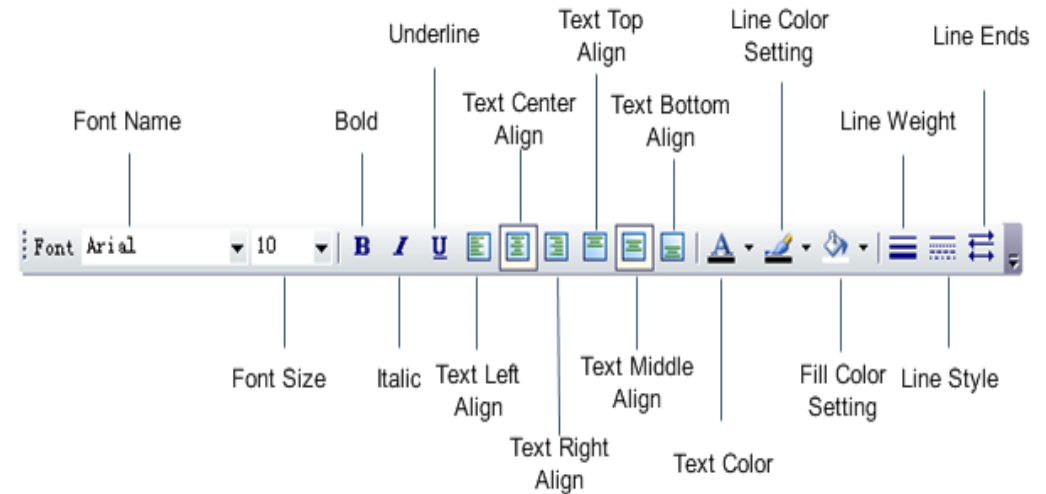 Underline
Text Top
Align
Line Color
Setting
Line Ends
Font Name
Bold
Text Center
Align
Text Bottom
Align
Line Weight
Font Arial 10 B I U A
Font Size
Italic
Text Left
Align
Text Middle
Align
Fill Color
Setting
Line Style
Text Right
Align
Text Color